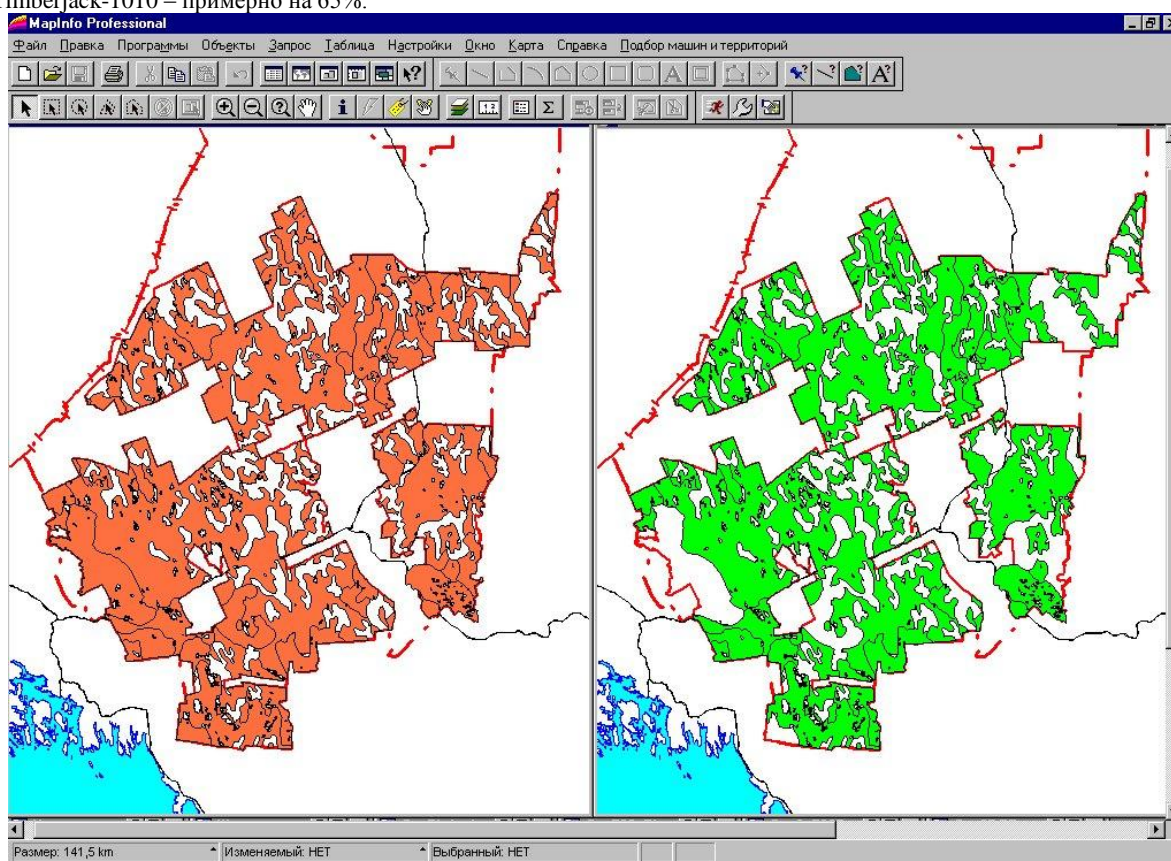 Timberjack-1010 – примерно на 65%.
MapInfo Professional
Файл Правка Программы Объекты Запрос Таблица Настройки Окно Карта Справка Подбор машин и территорий
Размер: 141,5 km Изменяемый: НЕТ Выбранный: НЕТ